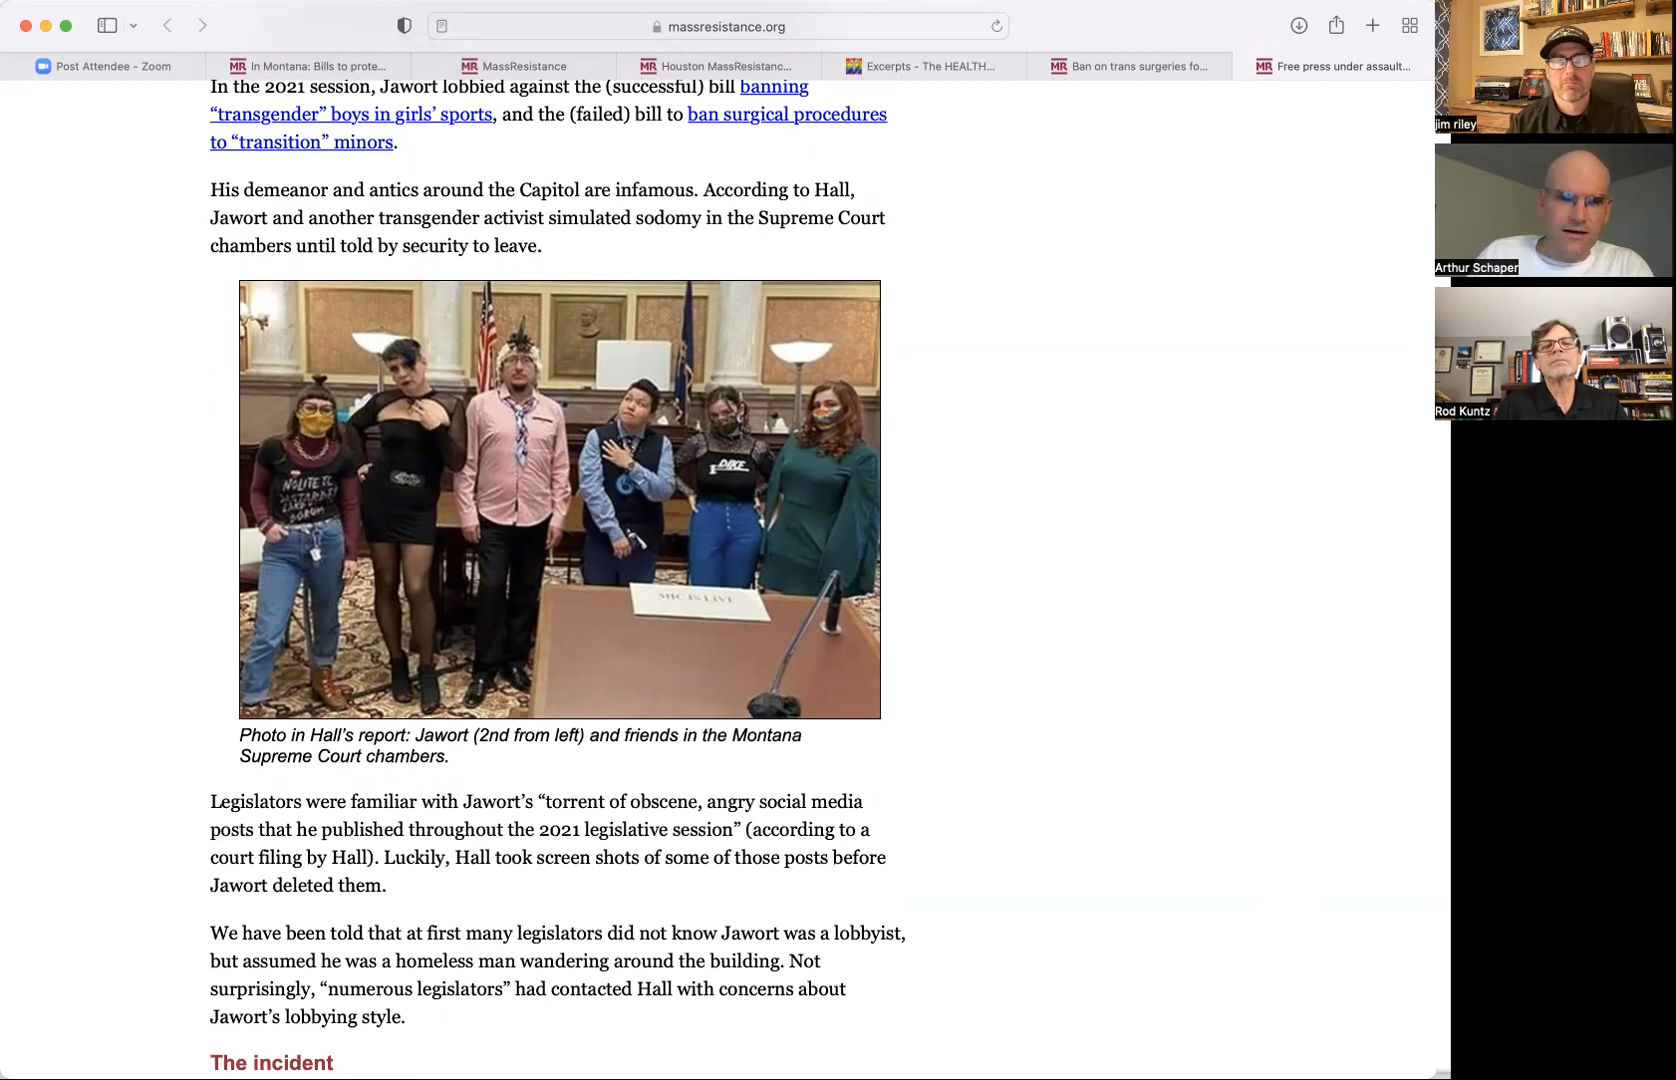 massresistance.org
Post Attendee - Zoom
MR In Montana: Bills to prote...
MR MassResistance
MR Houston MassResistanc...
Excerpts - The HEALTH...
MR Ban on trans surgeries fo...
MR Free press under assault...
In the 2021 session, Jawort lobbied against the (successful) bill banning
“transgender” boys in girls’ sports, and the (failed) bill to ban surgical procedures
to “transition” minors.
His demeanor and antics around the Capitol are infamous. According to Hall,
Jawort and another transgender activist simulated sodomy in the Supreme Court
chambers until told by security to leave.
NOLITE TE
BASTARDES
DIKE
MIC IS LIVE
Photo in Hall’s report: Jawort (2nd from left) and friends in the Montana
Supreme Court chambers.
Legislators were familiar with Jawort’s “torrent of obscene, angry social media
posts that he published throughout the 2021 legislative session” (according to a
court filing by Hall). Luckily, Hall took screen shots of some of those posts before
Jawort deleted them.
We have been told that at first many legislators did not know Jawort was a lobbyist,
but assumed he was a homeless man wandering around the building. Not
surprisingly, “numerous legislators” had contacted Hall with concerns about
Jawort’s lobbying style.
The incident
jim riley
Arthur Schaper
Rod Kuntz